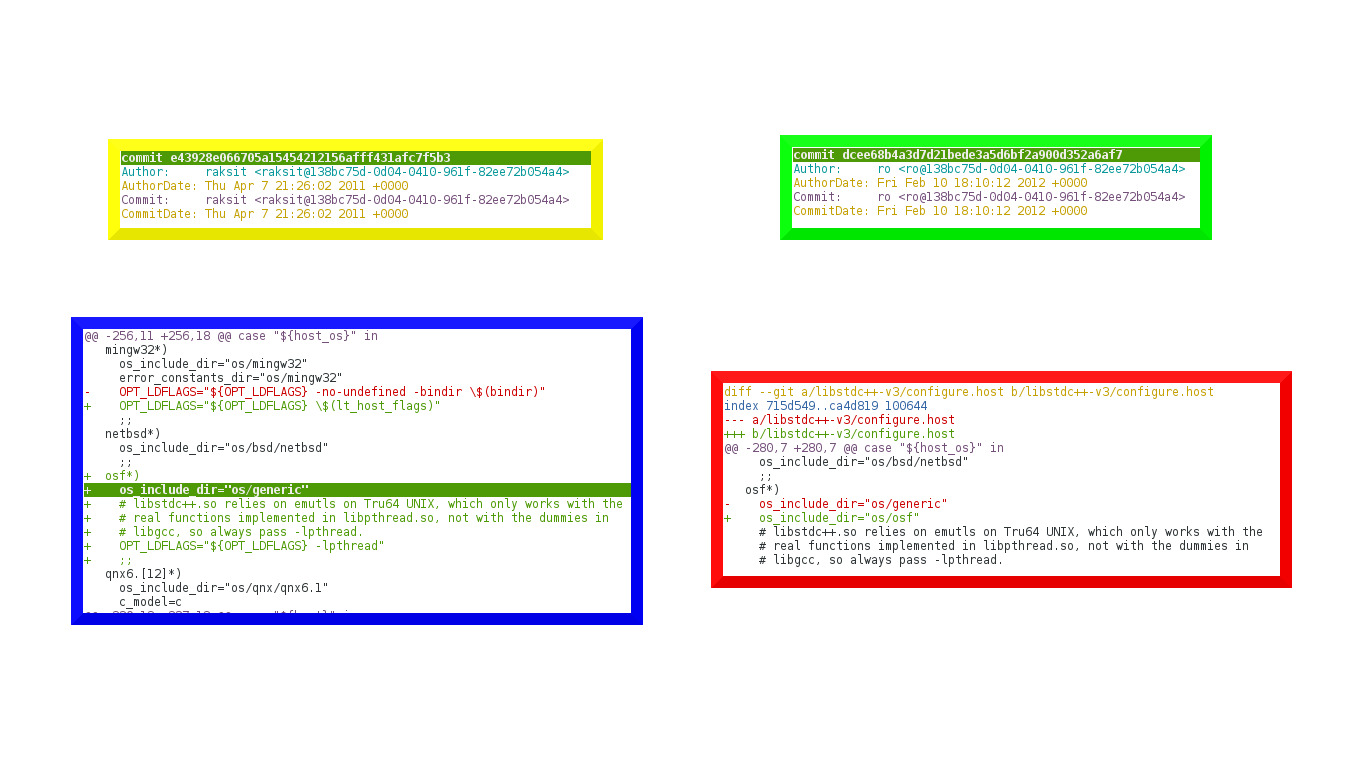 commit e43928e066705a15454212156afff431afc7f5b3
Author:     raksit <raksit@138bc75d-0d04-0410-961f-82ee72b054a4>
AuthorDate: Thu Apr 7 21:26:02 2011 +0000
Commit:     raksit <raksit@138bc75d-0d04-0410-961f-82ee72b054a4>
CommitDate: Thu Apr 7 21:26:02 2011 +0000
commit dcee68b4a3d7d21bede3a5d6bf2a900d352a6af7
Author:     ro <ro@138bc75d-0d04-0410-961f-82ee72b054a4>
AuthorDate: Fri Feb 10 18:10:12 2012 +0000
Commit:     ro <ro@138bc75d-0d04-0410-961f-82ee72b054a4>
CommitDate: Fri Feb 10 18:10:12 2012 +0000
@@ -256,11 +256,18 @@ case "${host_os}" in
   mingw32*)
     os_include_dir="os/mingw32"
     error_constants_dir="os/mingw32"
-    OPT_LDFLAGS="${OPT_LDFLAGS} -no-undefined -bindir \$(bindir)"
+    OPT_LDFLAGS="${OPT_LDFLAGS} \$(lt_host_flags)"
     ;;
   netbsd*)
     os_include_dir="os/bsd/netbsd"
     ;;
+  osf*)
+    os_include_dir="os/generic"
+    # libstdc++.so relies on emutls on Tru64 UNIX, which only works with the
+    # real functions implemented in libpthread.so, not with the dummies in
+    # libgcc, so always pass -lpthread.
+    OPT_LDFLAGS="${OPT_LDFLAGS} -lpthread"
+    ;;
   qnx6.[12]*)
     os_include_dir="os/qnx/qnx6.1"
     c_model=c
diff --git a/libstdc++-v3/configure.host b/libstdc++-v3/configure.host
index 715d549..ca4d819 100644
--- a/libstdc++-v3/configure.host
+++ b/libstdc++-v3/configure.host
@@ -280,7 +280,7 @@ case "${host_os}" in
     os_include_dir="os/bsd/netbsd"
     ;;
   osf*)
-    os_include_dir="os/generic"
+    os_include_dir="os/osf"
     # libstdc++.so relies on emutls on Tru64 UNIX, which only works with the
     # real functions implemented in libpthread.so, not with the dummies in
     # libgcc, so always pass -lpthread.